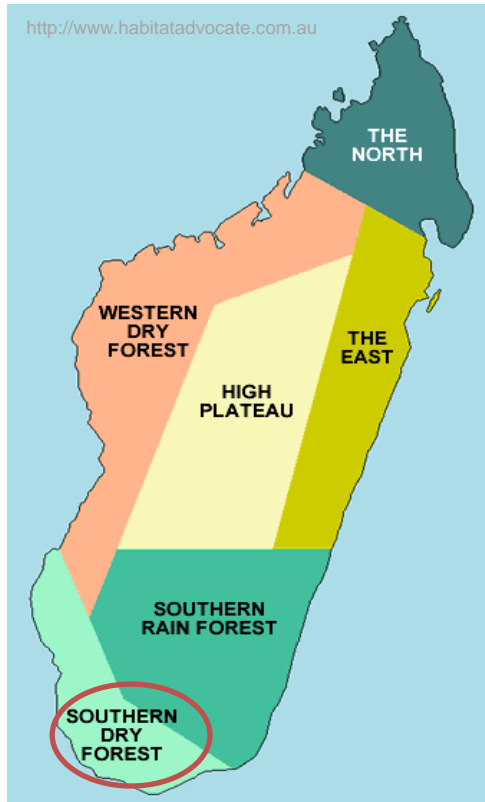 http://www.habitatadvocate.com.au
THE
NORTH
WESTERN
DRY
FOREST
THE
EAST
HIGH
PLATEAU
SOUTHERN
RAIN FOREST
SOUTHERN
DRY
FOREST